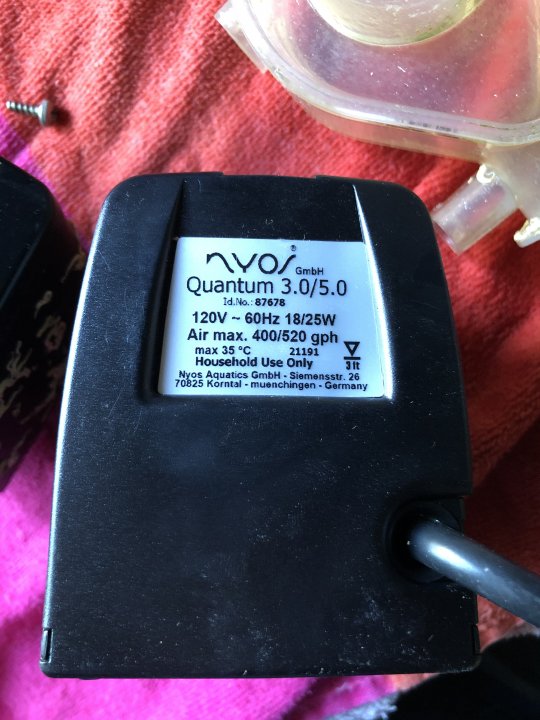 nyos® GmbH
Quantum 3.0/5.0
Id.No.: 87678
120V ~ 60Hz 18/25W
Air max. 400/520 gph
max 35 °C 21191
3 ft
Household Use Only
Nyos Aquatics GmbH - Siemensstr. 26
70825 Korntal - muenchingen - Germany